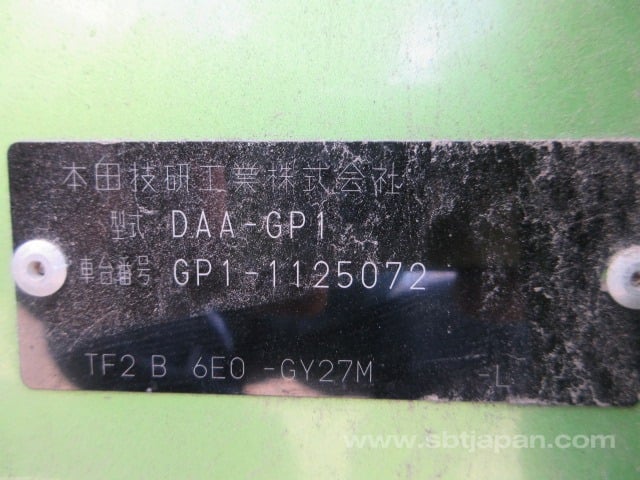 本田技研工業株式会社
型式 DAA-GP1
車台番号 GP1-1125072
TF2 B 6E0 -GY27M -L
www.sbtjapan.com